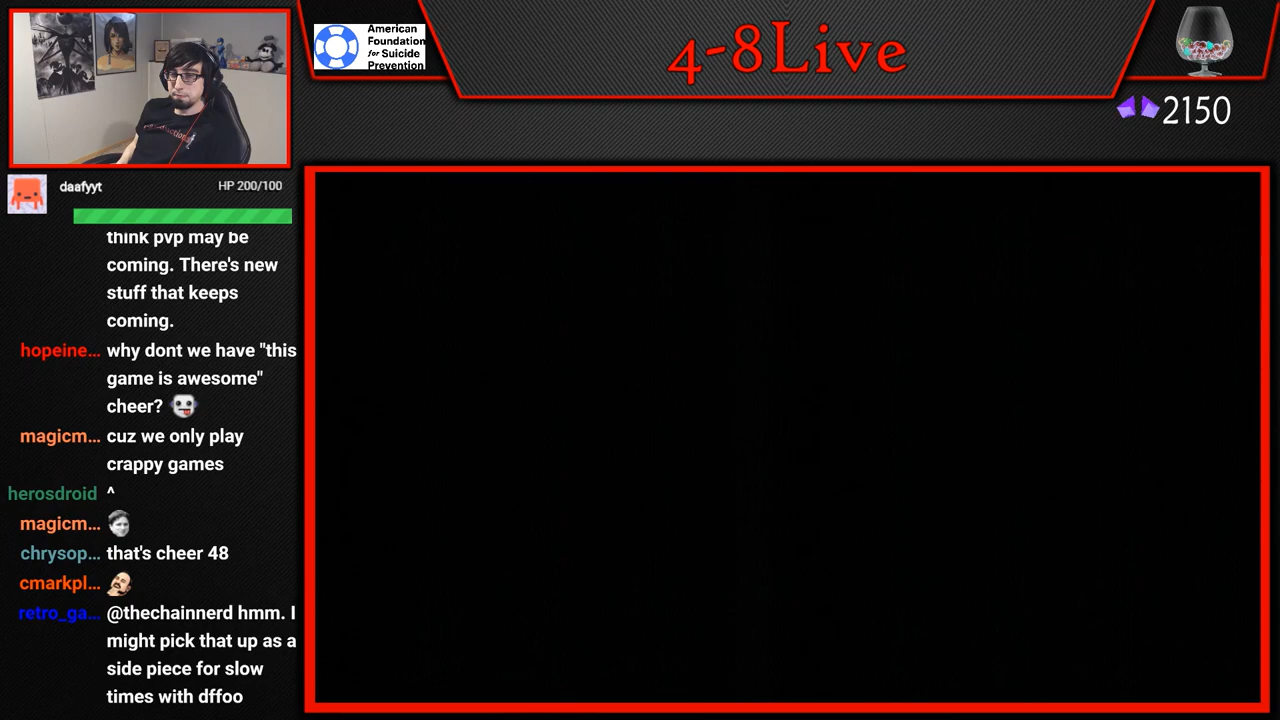 American
Foundation
for Suicide
Prevention
4-8Live
2150
daafyyt
HP 200/100
think pvp may be
coming. There's new
stuff that keeps
coming.
hopeine... why dont we have "this
game is awesome"
cheer?
magicm... cuz we only play
crappy games
herosdroid ^
magicm...
chrysop... that's cheer 48
cmarkpl...
retro_ga... @thechainnerd hmm. I
might pick that up as a
side piece for slow
times with dffoo